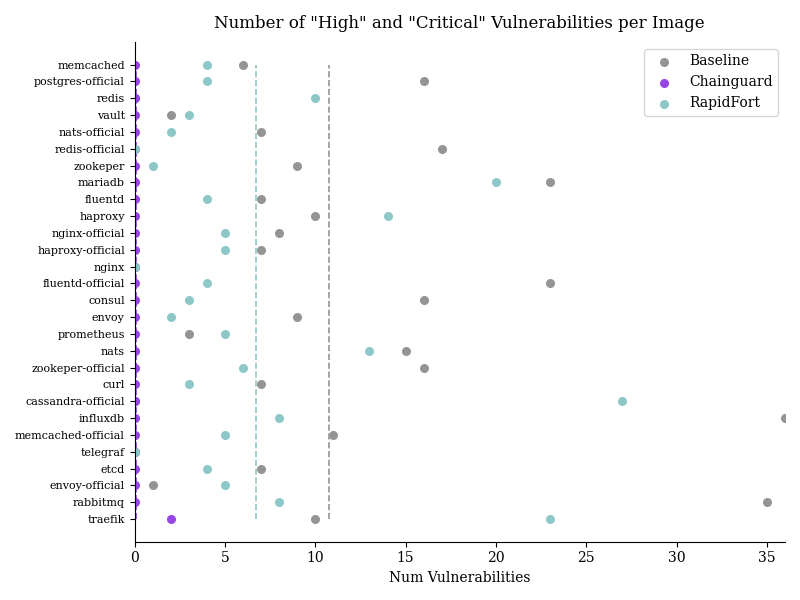 Number of "High" and "Critical" Vulnerabilities per Image
Baseline
Chainguard
RapidFort
memcached
postgres-official
redis
vault
nats-official
redis-official
zookeper
mariadb
fluentd
haproxy
nginx-official
haproxy-official
nginx
fluentd-official
consul
envoy
prometheus
nats
zookeper-official
curl
cassandra-official
influxdb
memcached-official
telegraf
etcd
envoy-official
rabbitmq
traefik
0 5 10 15 20 25 30 35
Num Vulnerabilities